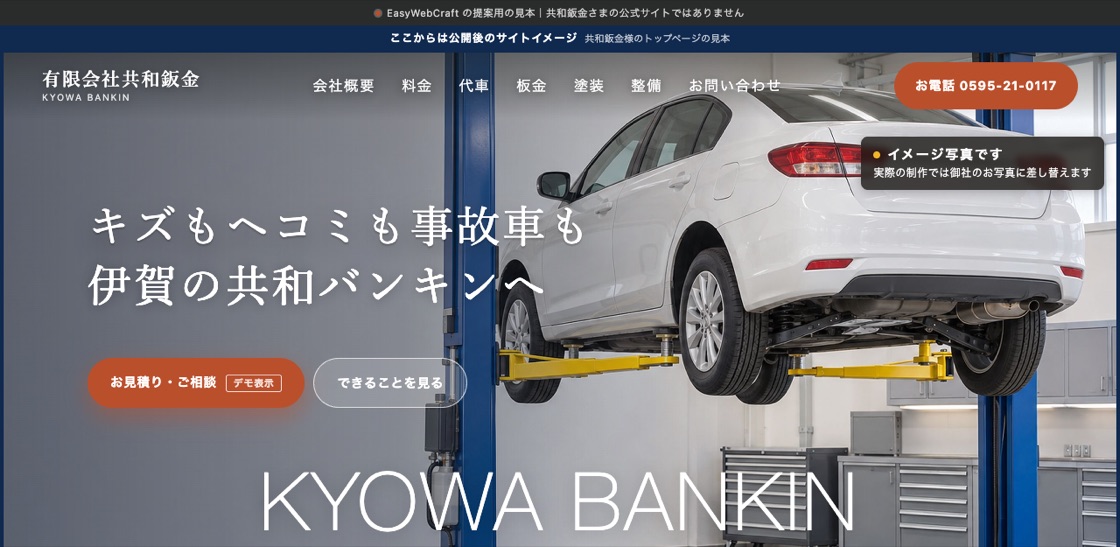 EasyWebCraft の提案用の見本｜共和鈑金さまの公式サイトではありません
ここからは公開後のサイトイメージ 共和鈑金様のトップページの見本
有限会社共和鈑金
KYOWA BANKIN
会社概要 料金 代車 板金 塗装 整備 お問い合わせ
お電話 0595-21-0117
イメージ写真です
実際の制作では御社のお写真に差し替えます
キズもヘコミも事故車も
伊賀の共和バンキンへ
お見積り・ご相談 デモ表示
できることを見る
KYOWA BANKIN